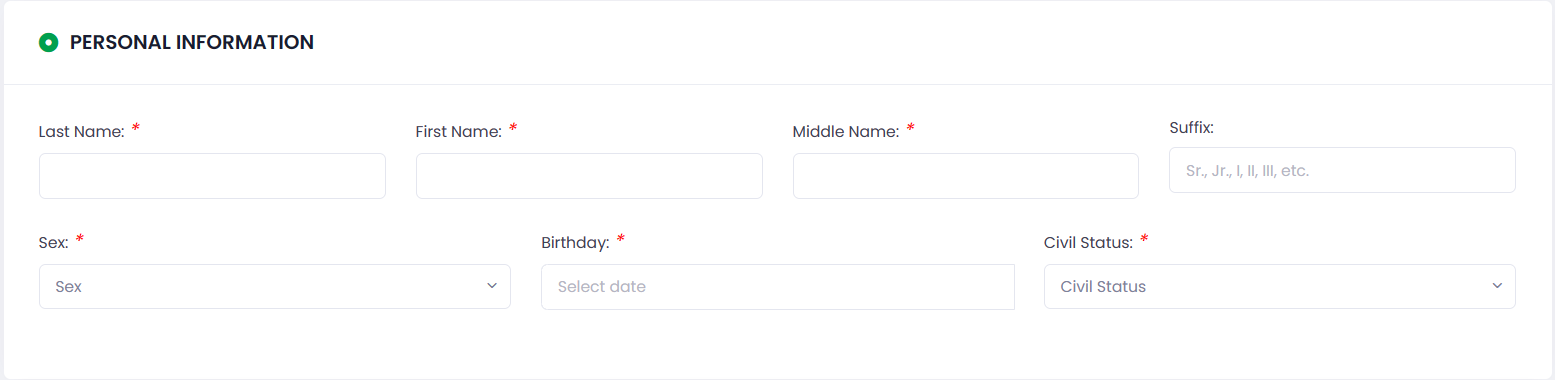 PERSONAL INFORMATION
Last Name: * First Name: * Middle Name: * Suffix:
Sr., Jr., I, II, III, etc.
Sex: * Birthday: * Civil Status: *
Sex Select date Civil Status